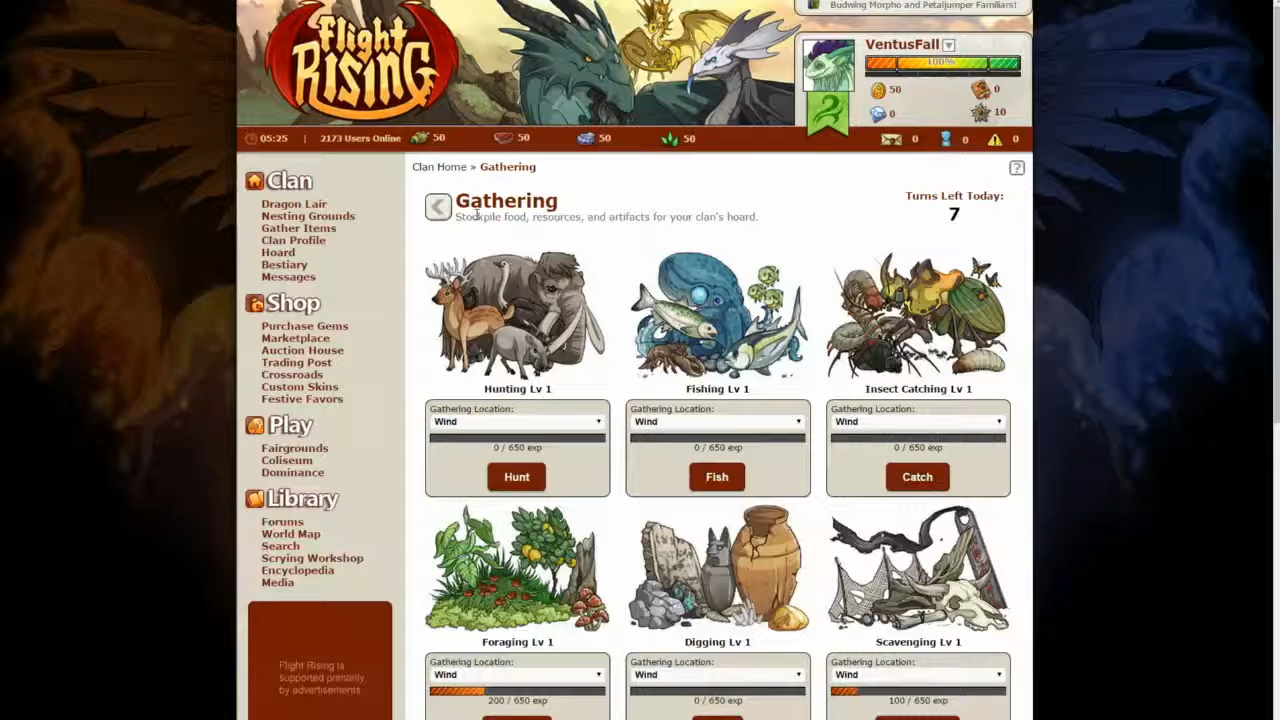 Budwing Morpho and Petaljumper Familiars!
Flight
RISING
VentusFall
100%
50
0
0
10
05:25 | 2173 Users Online
50
50
50
50
0
0
0
Clan Home » Gathering
?
Clan
Dragon Lair
Nesting Grounds
Gather Items
Clan Profile
Hoard
Bestiary
Messages
Shop
Purchase Gems
Marketplace
Auction House
Trading Post
Crossroads
Custom Skins
Festive Favors
Play
Fairgrounds
Coliseum
Dominance
Library
Forums
World Map
Search
Scrying Workshop
Encyclopedia
Media
Flight Rising is
supported primarily
by advertisements.
Gathering
Stockpile food, resources, and artifacts for your clan's hoard.
Turns Left Today:
7
Hunting Lv 1
Gathering Location:
Wind
0 / 650 exp
Hunt
Fishing Lv 1
Gathering Location:
Wind
0 / 650 exp
Fish
Insect Catching Lv 1
Gathering Location:
Wind
0 / 650 exp
Catch
Foraging Lv 1
Gathering Location:
Wind
200 / 650 exp
Digging Lv 1
Gathering Location:
Wind
0 / 650 exp
Scavenging Lv 1
Gathering Location:
Wind
100 / 650 exp